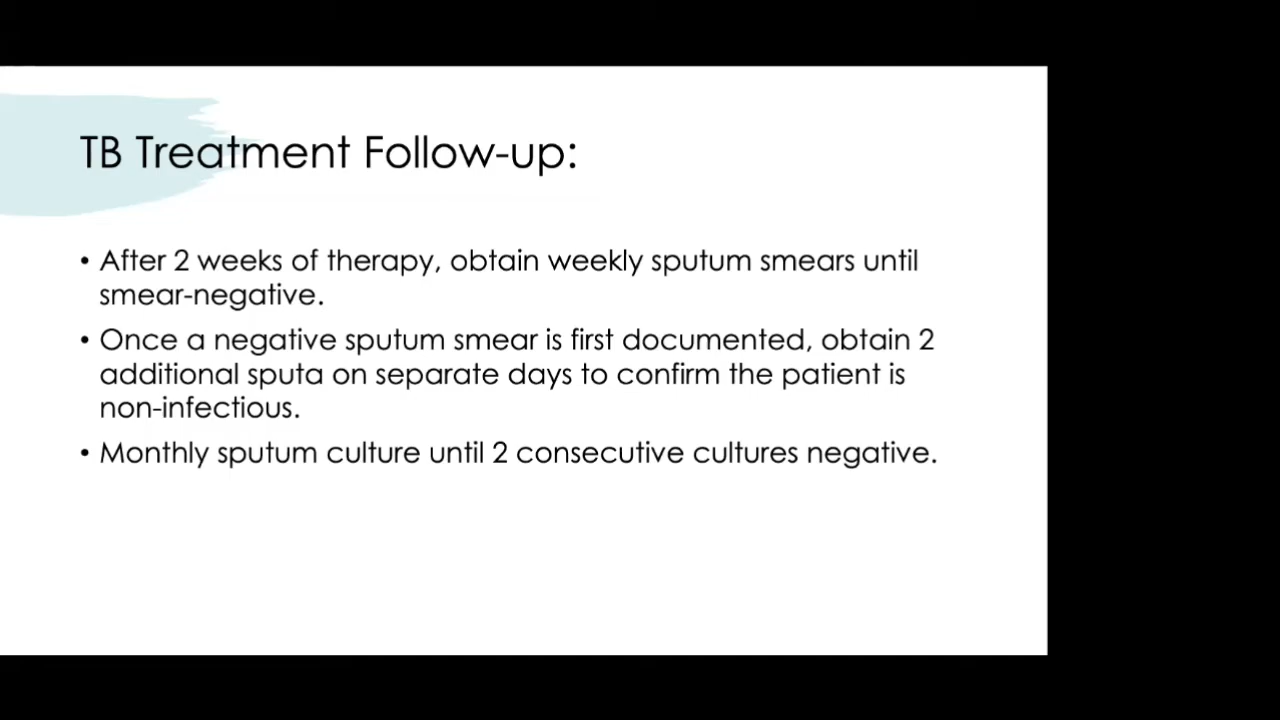 TB Treatment Follow-up:
• After 2 weeks of therapy, obtain weekly sputum smears until
smear-negative.
• Once a negative sputum smear is first documented, obtain 2
additional sputa on separate days to confirm the patient is
non-infectious.
• Monthly sputum culture until 2 consecutive cultures negative.